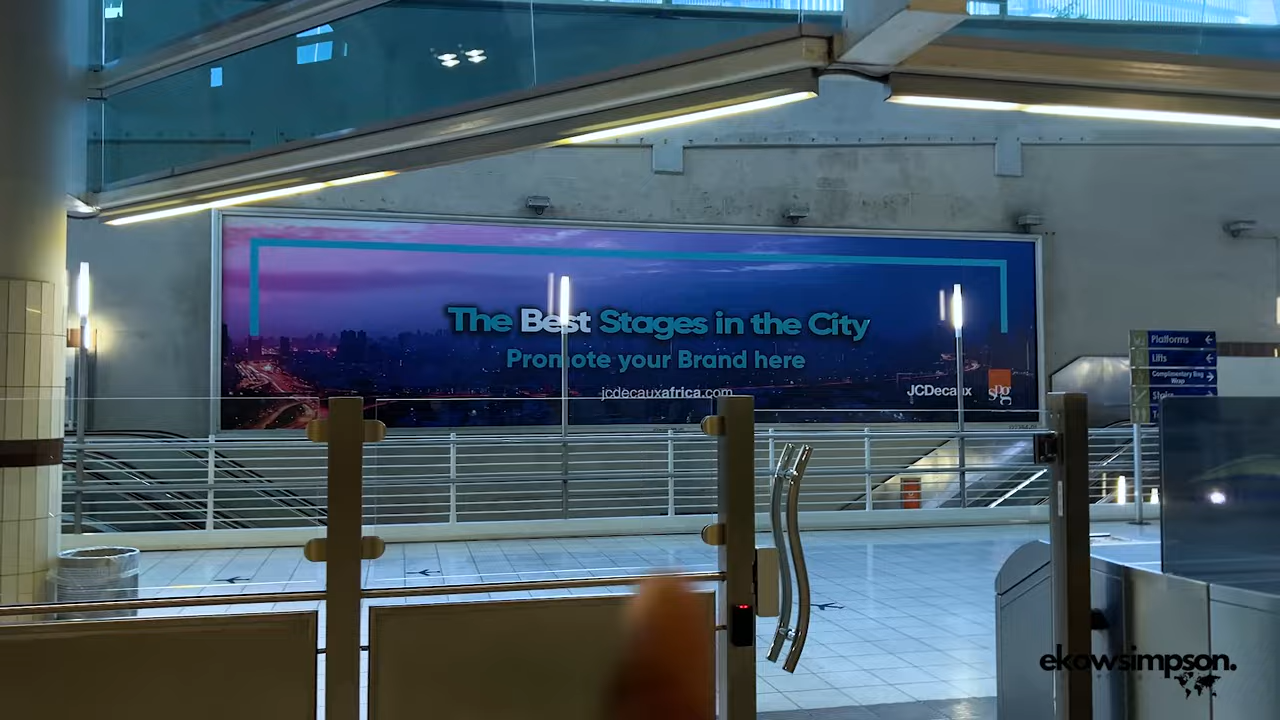 The Best Stages in the City
Promote your Brand here
jcdecauxafrica.com
JCDecaux
Platforms
Lifts
Complimentary Bag
Wrap
Stairs
ekowsimpson.